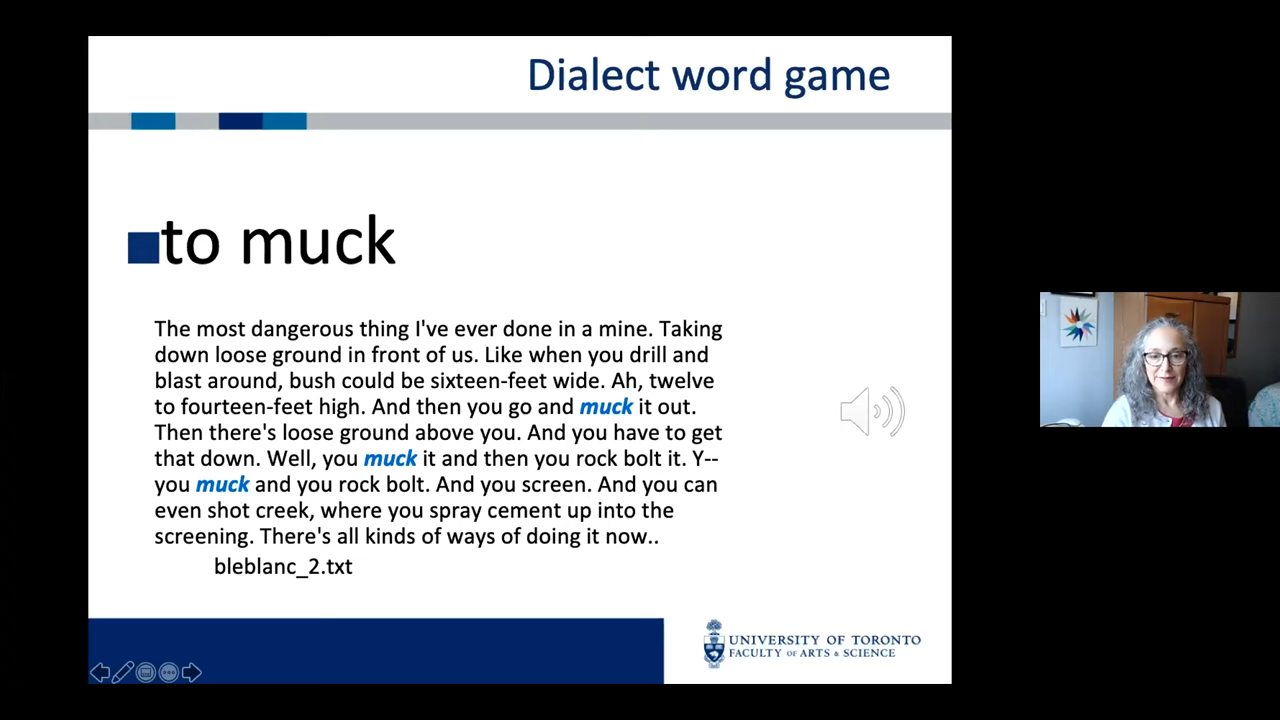 Dialect word game
to muck
The most dangerous thing I've ever done in a mine. Taking
down loose ground in front of us. Like when you drill and
blast around, bush could be sixteen-feet wide. Ah, twelve
to fourteen-feet high. And then you go and muck it out.
Then there's loose ground above you. And you have to get
that down. Well, you muck it and then you rock bolt it. Y--
you muck and you rock bolt. And you screen. And you can
even shot creek, where you spray cement up into the
screening. There's all kinds of ways of doing it now..
bleblanc_2.txt
UNIVERSITY OF TORONTO
FACULTY OF ARTS & SCIENCE